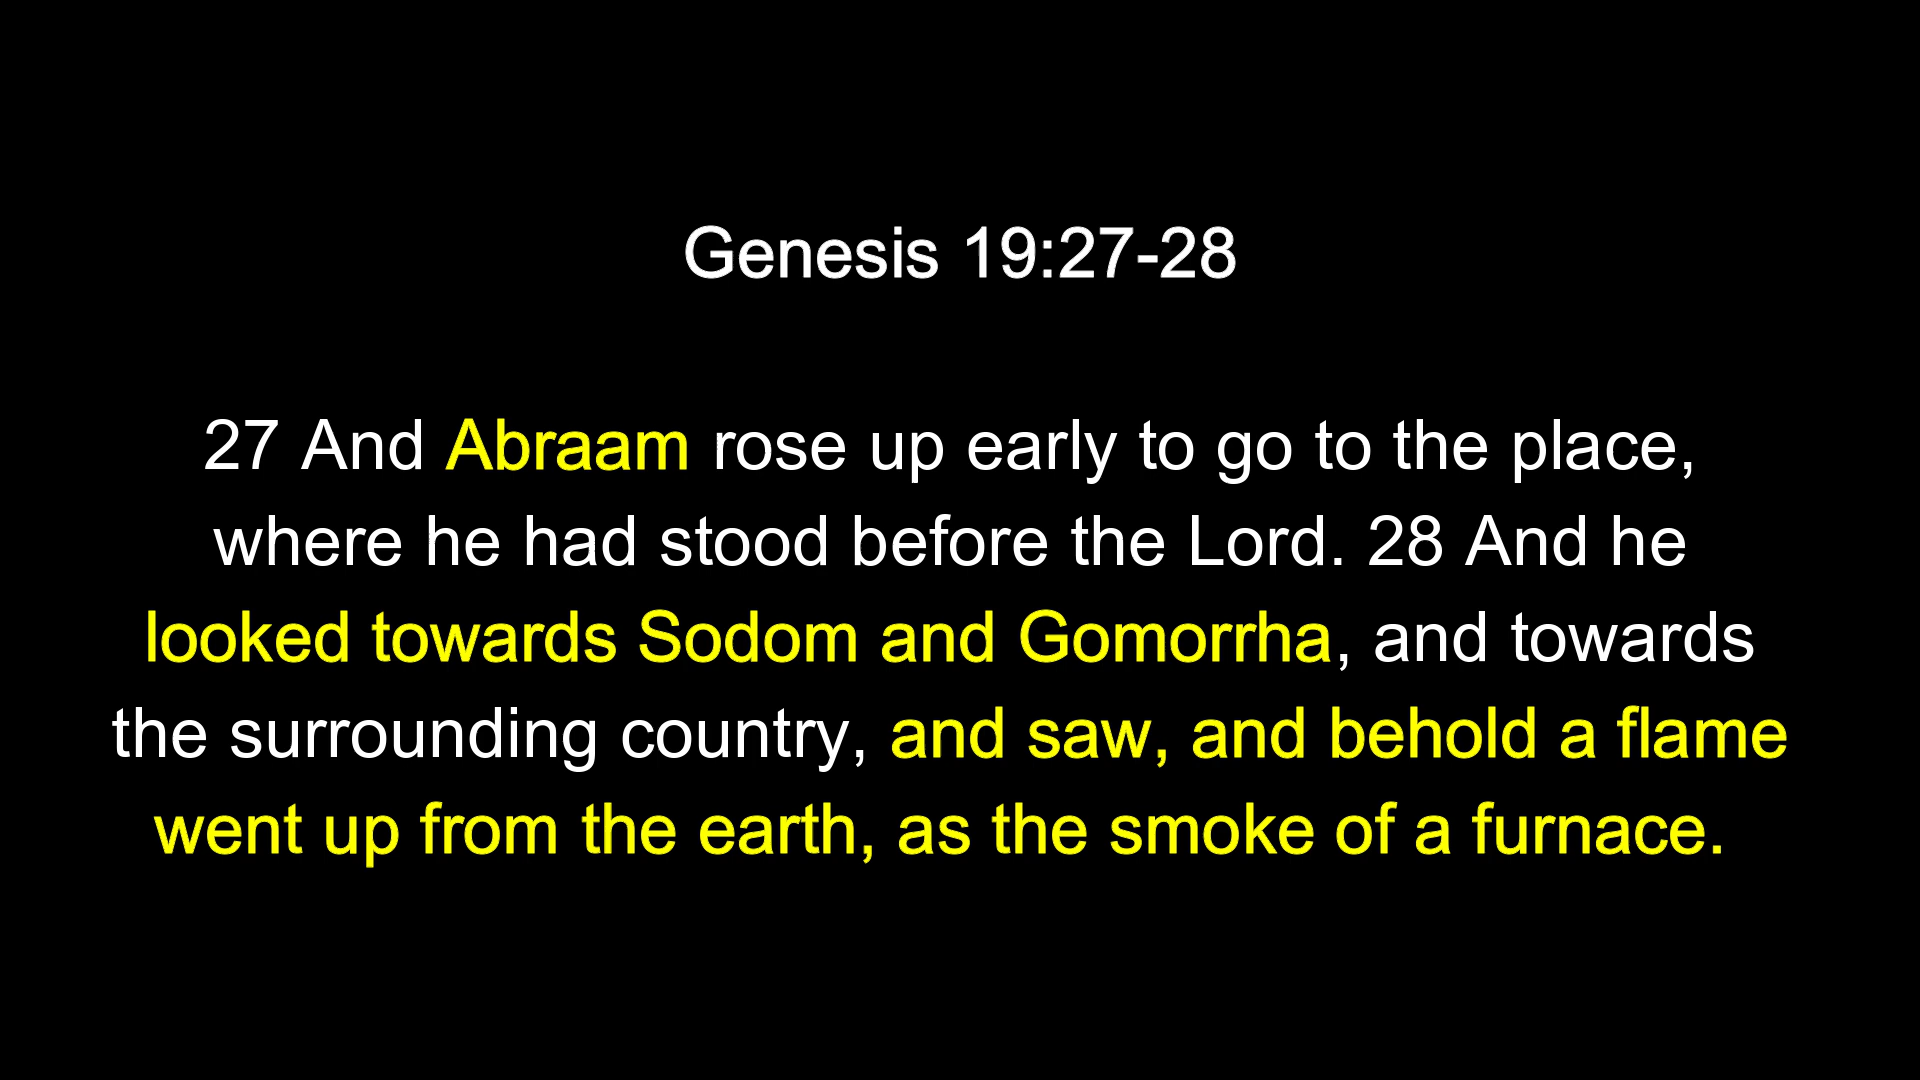 Genesis 19:27-28
27 And Abraam rose up early to go to the place,
where he had stood before the Lord. 28 And he
looked towards Sodom and Gomorrha, and towards
the surrounding country, and saw, and behold a flame
went up from the earth, as the smoke of a furnace.